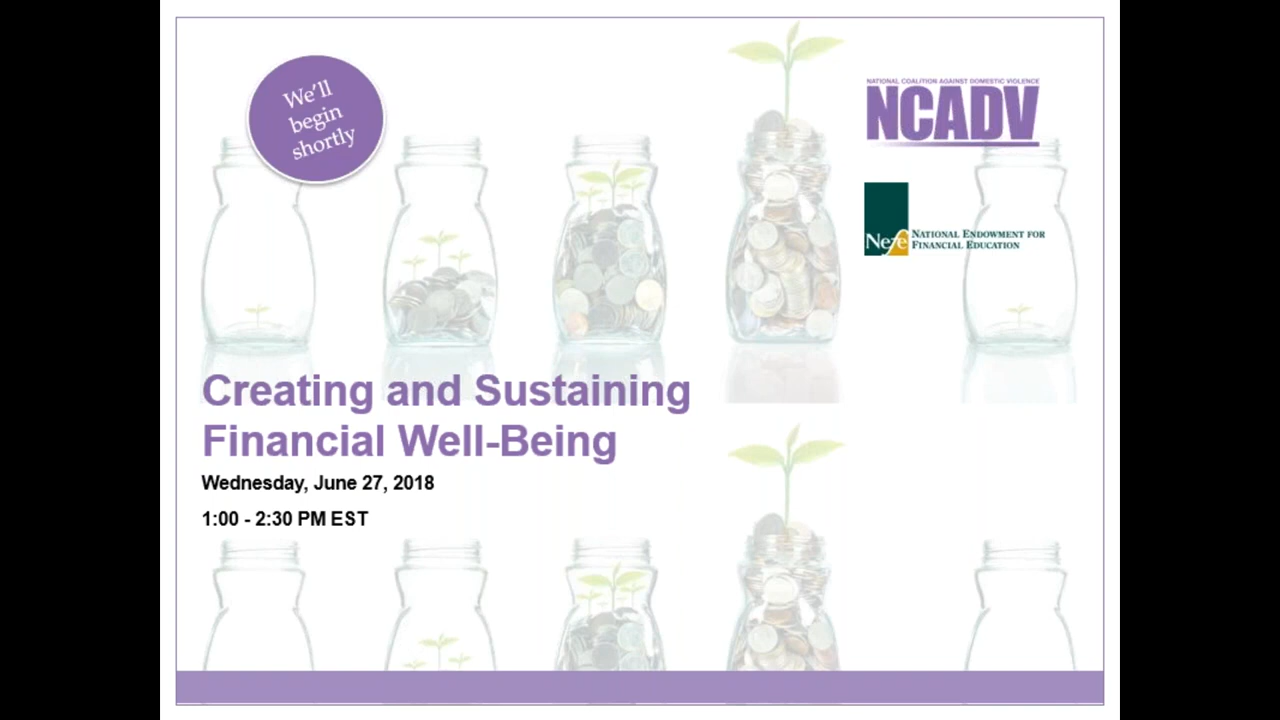 We'll
begin
shortly
NATIONAL COALITION AGAINST DOMESTIC VIOLENCE
NCADV
Nefe
NATIONAL ENDOWMENT FOR
FINANCIAL EDUCATION
Creating and Sustaining
Financial Well-Being
Wednesday, June 27, 2018
1:00 - 2:30 PM EST